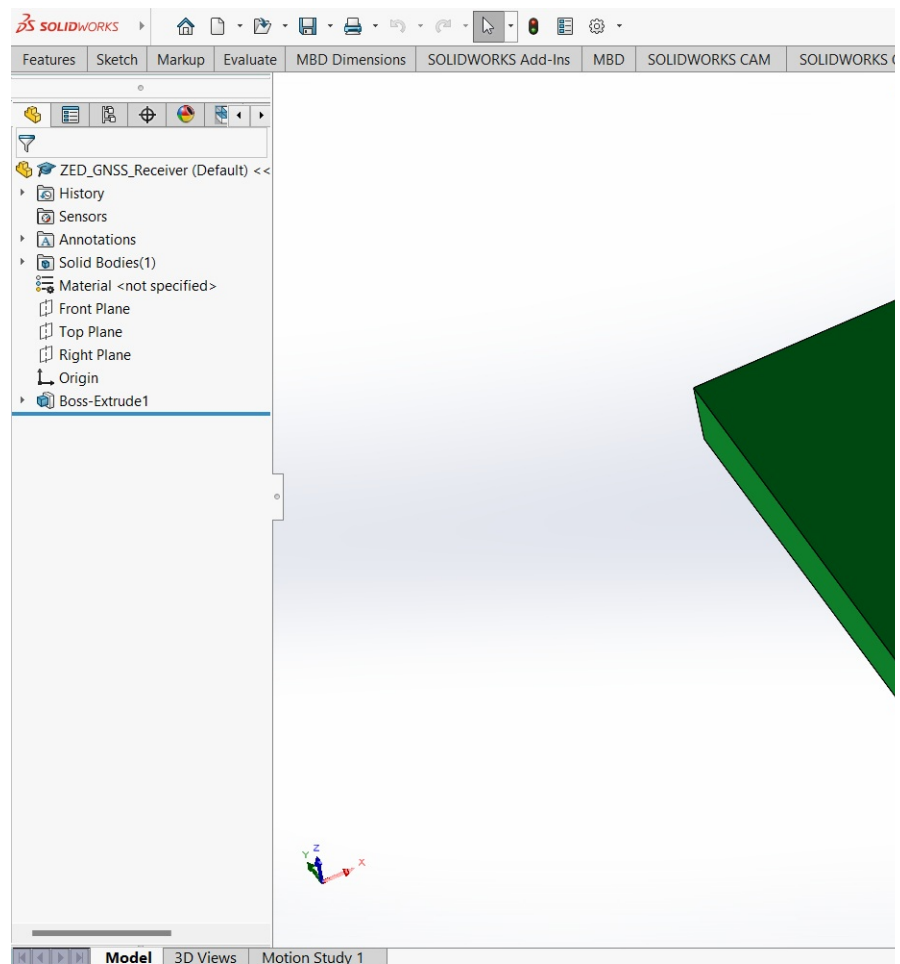 SOLIDWORKS
Features Sketch Markup Evaluate MBD Dimensions SOLIDWORKS Add-Ins MBD SOLIDWORKS CAM SOLIDWORKS
ZED_GNSS_Receiver (Default) <<
History
Sensors
Annotations
Solid Bodies(1)
Material <not specified>
Front Plane
Top Plane
Right Plane
Origin
Boss-Extrude1
Z
Y
X
Model 3D Views Motion Study 1